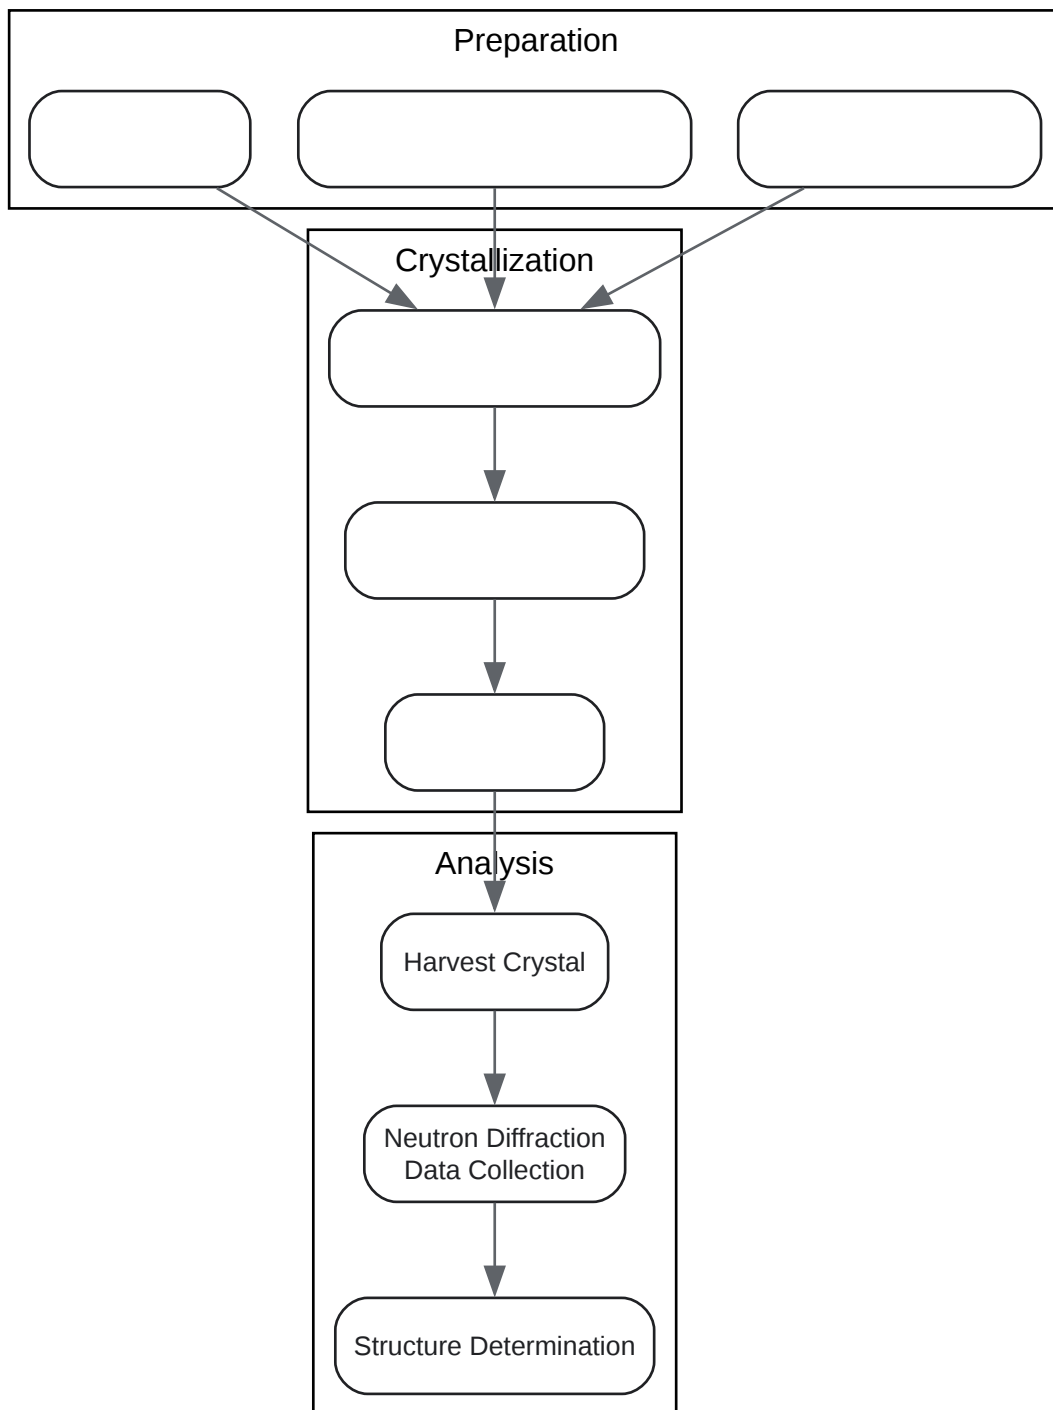 Preparation
Crystallization
Analysis
Harvest Crystal
Neutron Diffraction
Data Collection
Structure Determination